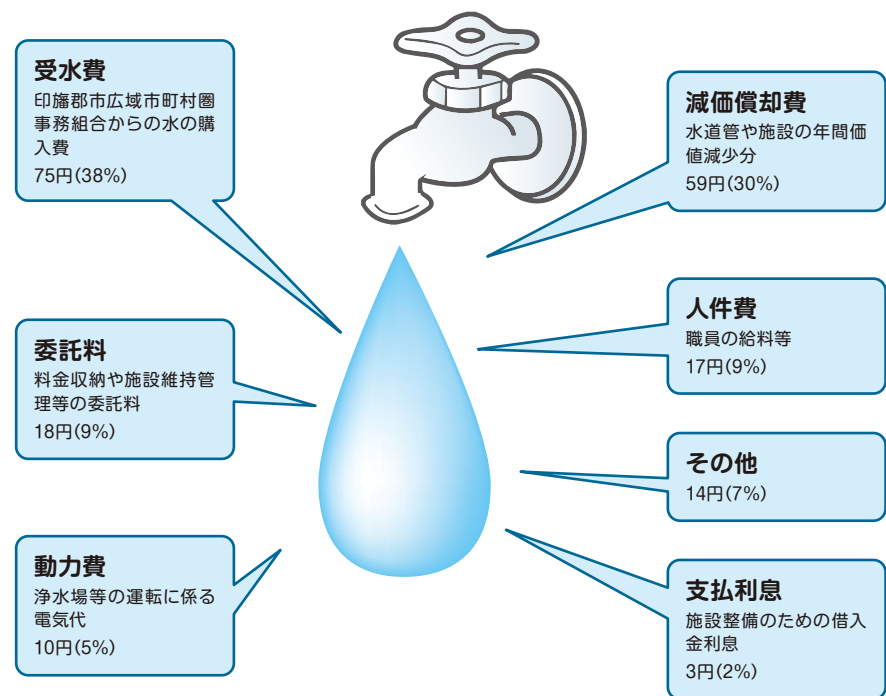 受水費
印旛郡市広域市町村圏
事務組合からの水の購
入費
75円(38%)
委託料
料金収納や施設維持管
理等の委託料
18円(9%)
動力費
浄水場等の運転に係る
電気代
10円(5%)
減価償却費
水道管や施設の年間価
値減少分
59円(30%)
人件費
職員の給料等
17円(9%)
その他
14円(7%)
支払利息
施設整備のための借入
金利息
3円(2%)